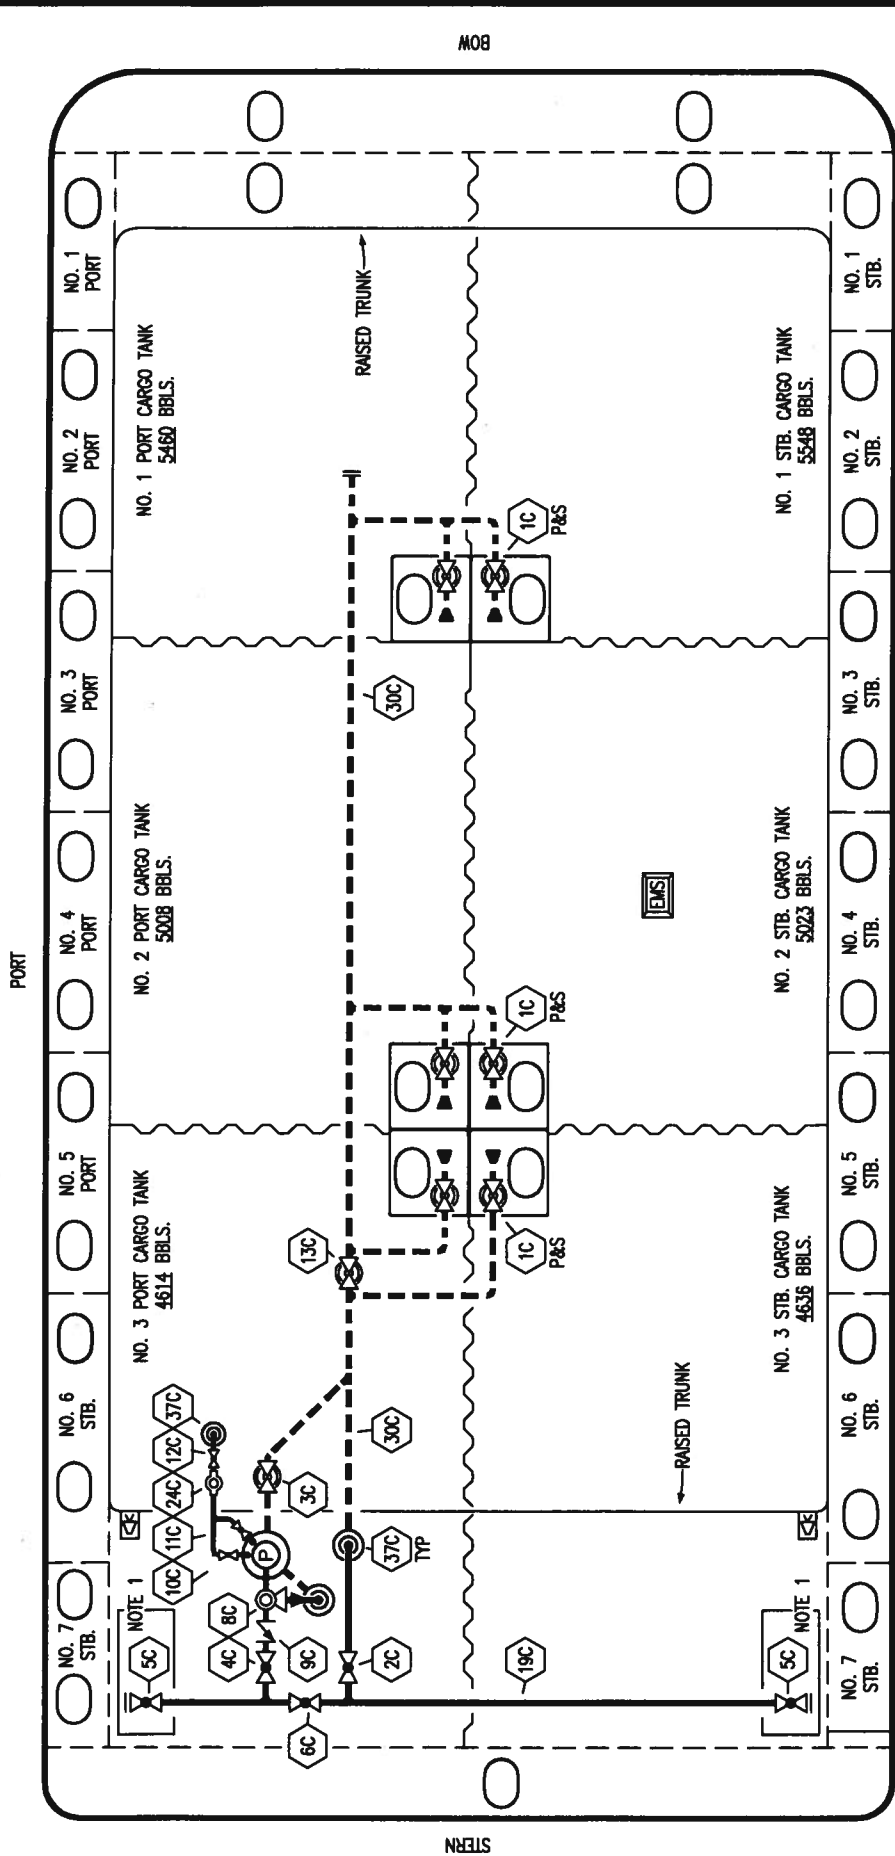 BOW
PORT
STERN
NO. 1
PORT
NO. 2
PORT
NO. 3
PORT
NO. 4
PORT
NO. 5
PORT
NO. 6
STB.
NO. 7
STB.
NO. 1 PORT CARGO TANK
5460 BBLS.
NO. 2 PORT CARGO TANK
5008 BBLS.
NO. 3 PORT CARGO TANK
4614 BBLS.
RAISED TRUNK
1C
P&S
30C
1C
P&S
13C
1C
P&S
EMS
37C
12C
24C
11C
10C
3C
30C
P
37C
TYP
8C
4C
9C
2C
6C
19C
NOTE 1
5C
NOTE 1
5C
RAISED TRUNK
NO. 1 STB. CARGO TANK
5548 BBLS.
NO. 2 STB. CARGO TANK
5023 BBLS.
NO. 3 STB. CARGO TANK
4636 BBLS.
NO. 1
STB.
NO. 2
STB.
NO. 3
STB.
NO. 4
STB.
NO. 5
STB.
NO. 6
STB.
NO. 7
STB.